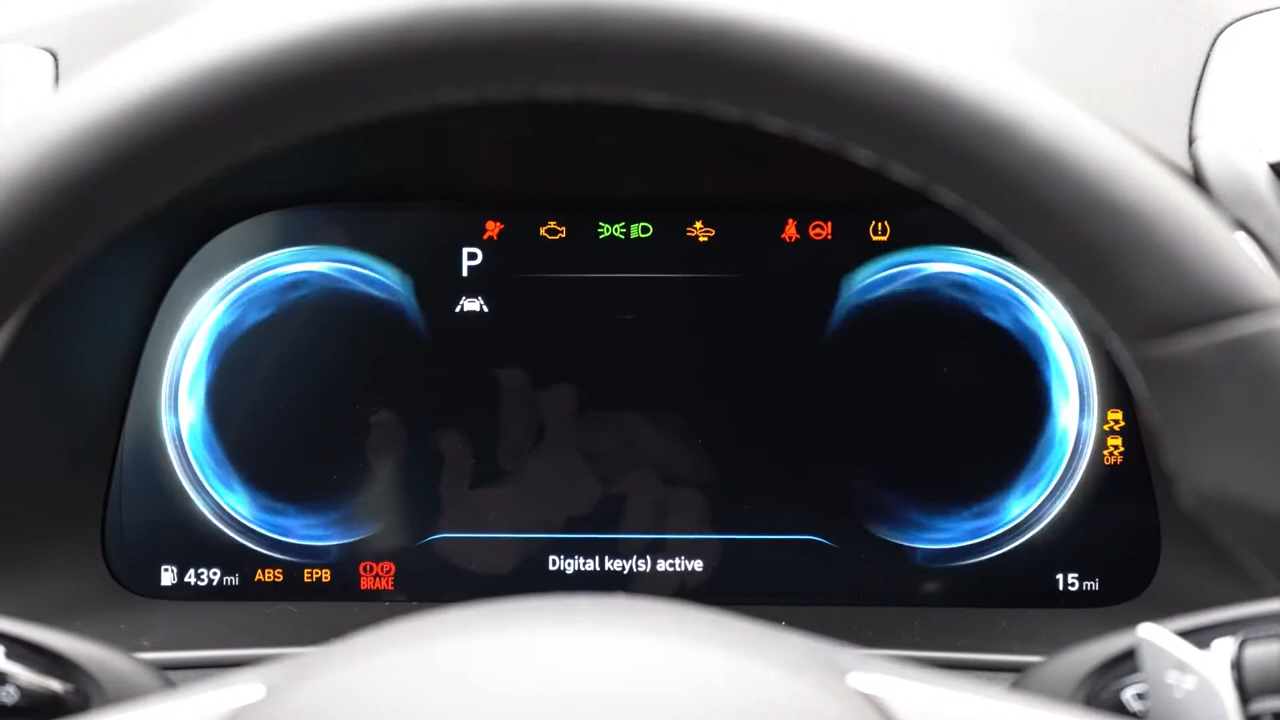 P
OFF
439 mi
ABS
EPB
P
BRAKE
Digital key(s) active
15 mi